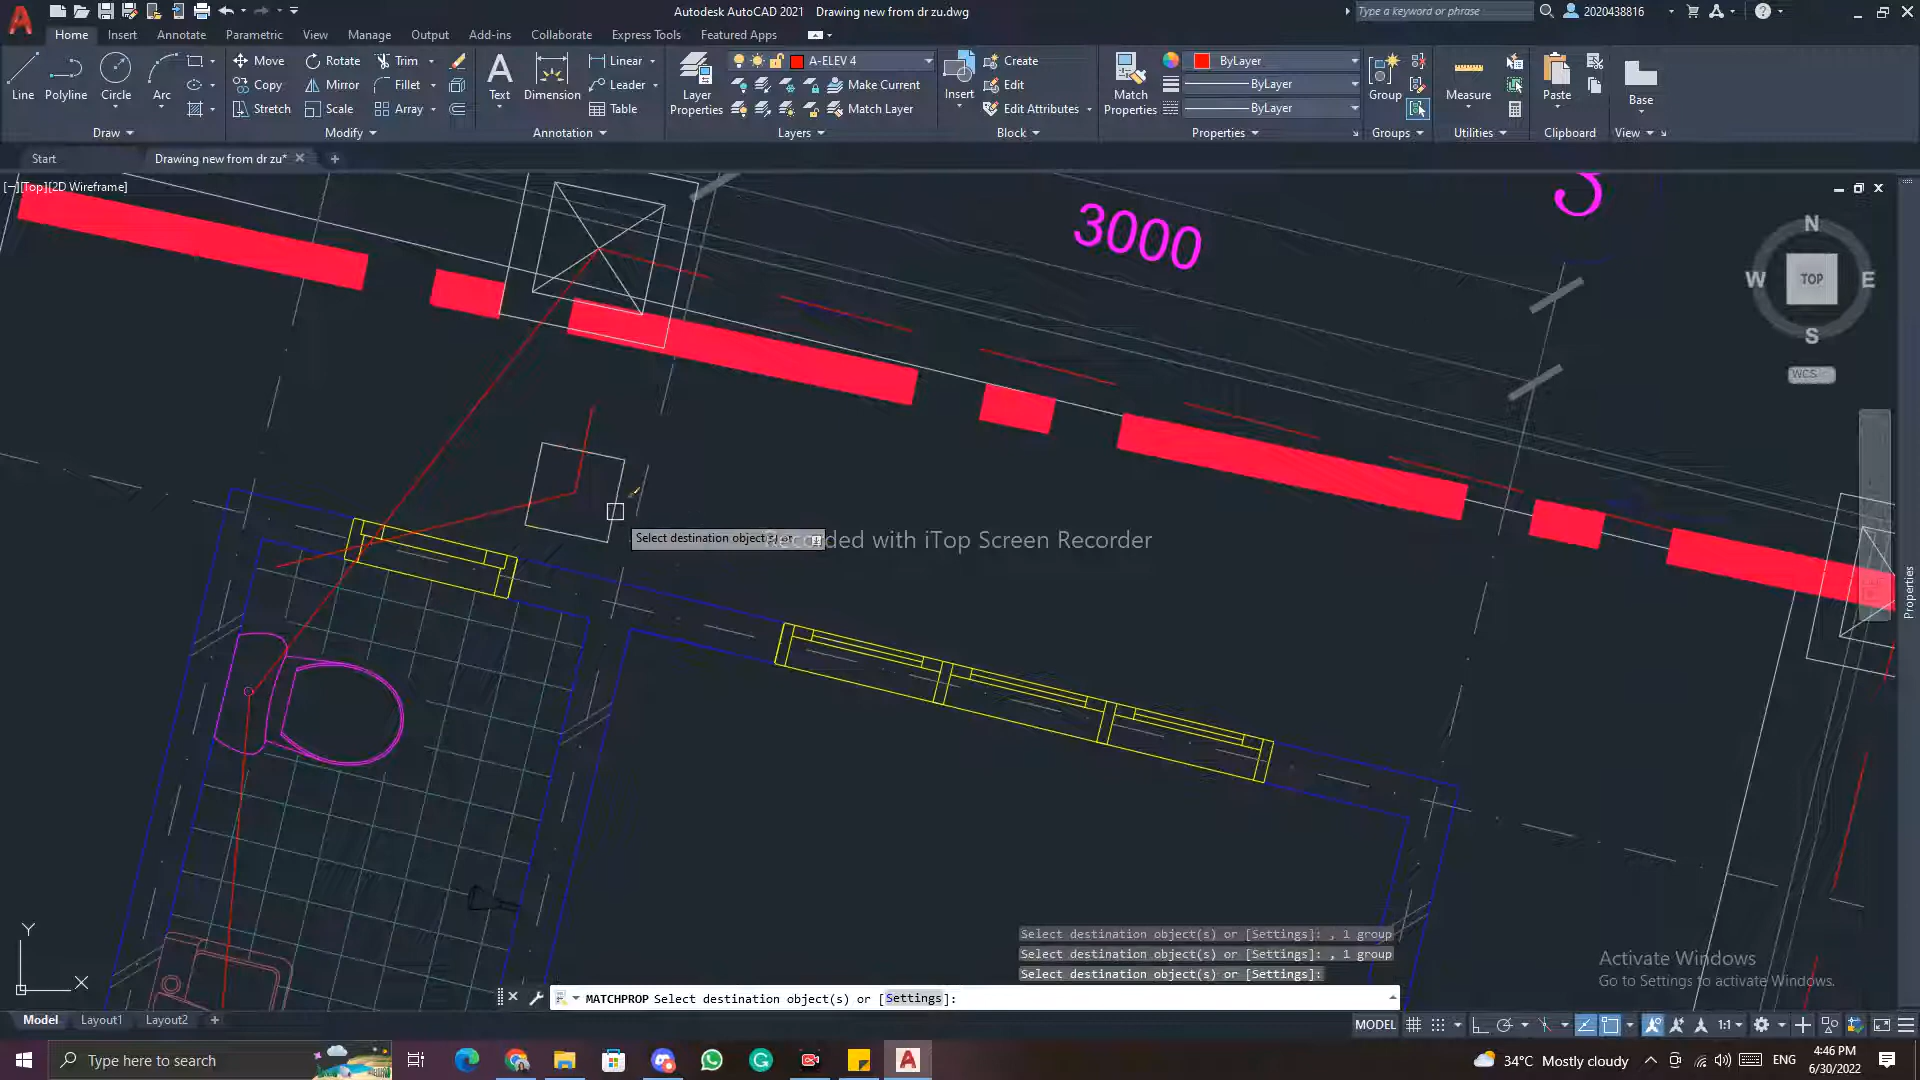 Autodesk AutoCAD 2021 Drawing new from dr zu.dwg
Type a keyword or phrase
2020438816
Home Insert Annotate Parametric View Manage Output Add-ins Collaborate Express Tools Featured Apps
Line Polyline Circle Arc
Move Rotate Trim
Copy Mirror Fillet
Stretch Scale Array
Text Dimension
Linear
Leader
Table
Layer Properties
A-ELEV 4
Make Current
Match Layer
Insert
Create
Edit
Edit Attributes
Match Properties
ByLayer
ByLayer
ByLayer
Group
Measure
Paste
Base
Draw Modify Annotation Layers Block Properties Groups Utilities Clipboard View
Start Drawing new from dr zu*
[−][Top][2D Wireframe]
3000
3
N
W TOP E
S
WCS
Properties
Select destination object(s) or
Recorded with iTop Screen Recorder
Select destination object(s) or [Settings]: , 1 group
Select destination object(s) or [Settings]: , 1 group
Select destination object(s) or [Settings]:
Activate Windows
Go to Settings to activate Windows.
Y
X
MATCHPROP Select destination object(s) or [Settings]:
Model Layout1 Layout2 +
MODEL 1:1
Type here to search
34°C Mostly cloudy
ENG
4:46 PM
6/30/2022